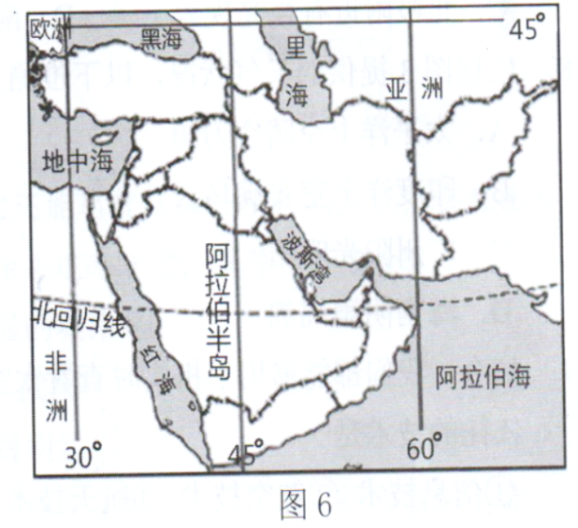 欧洲
黑海
里海
亚洲
45°
地中海
波斯湾
阿拉伯半岛
北回归线
红海
非洲
阿拉伯海
30°
45°
60°
图6